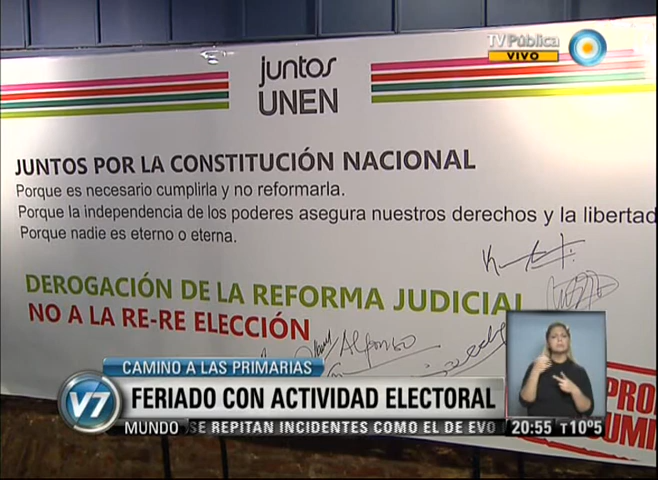 TV Pública
VIVO
juntos
UNEN
JUNTOS POR LA CONSTITUCIÓN NACIONAL
Porque es necesario cumplirla y no reformarla.
Porque la independencia de los poderes asegura nuestros derechos y la libertad
Porque nadie es eterno o eterna.
DEROGACIÓN DE LA REFORMA JUDICIAL
NO A LA RE-RE ELECCIÓN
CAMINO A LAS PRIMARIAS
V7
FERIADO CON ACTIVIDAD ELECTORAL
MUNDO SE REPITAN INCIDENTES COMO EL DE EVO
20:55 T10°5